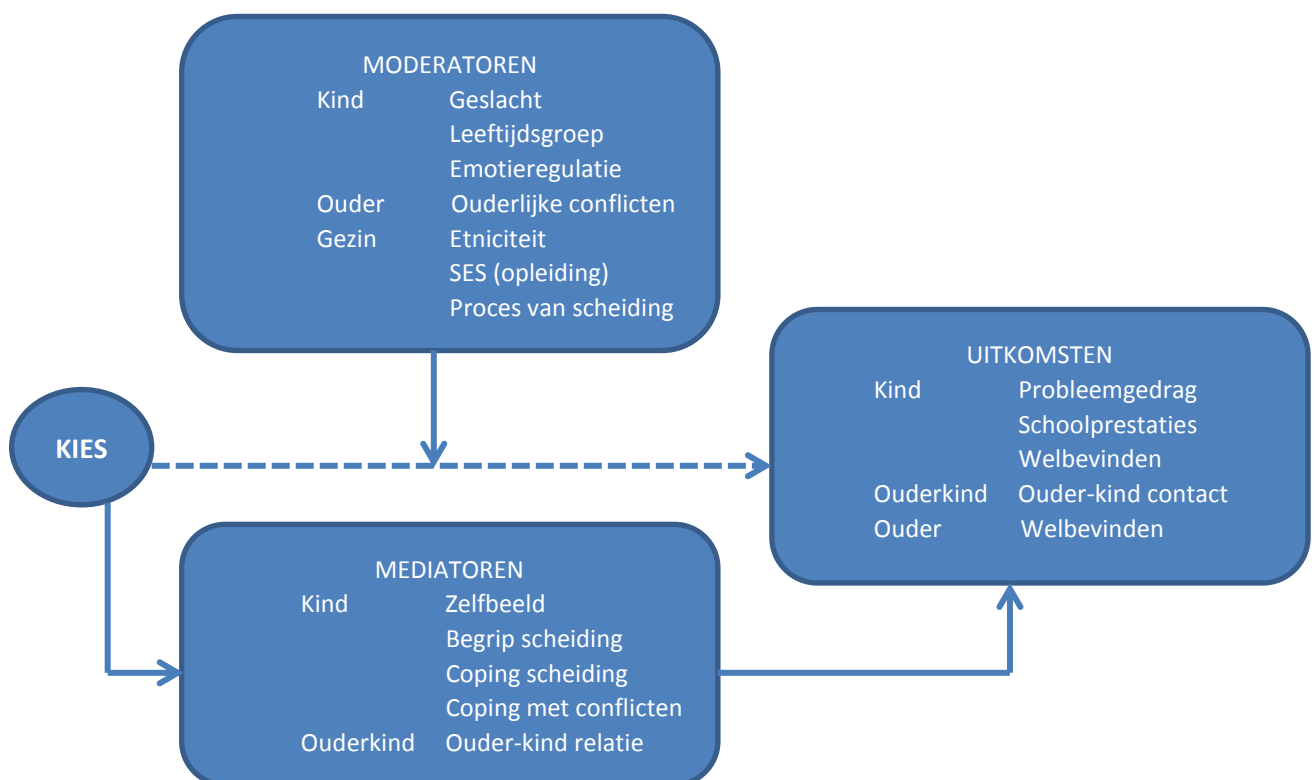 MODERATOREN
Kind Geslacht
Leeftijdsgroep
Emotieregulatie
Ouder Ouderlijke conflicten
Gezin Etniciteit
SES (opleiding)
Proces van scheiding
UITKOMSTEN
Kind Probleemgedrag
Schoolprestaties
Welbevinden
Ouderkind Ouder-kind contact
Ouder Welbevinden
KIES
MEDIATOREN
Kind Zelfbeeld
Begrip scheiding
Coping scheiding
Coping met conflicten
Ouderkind Ouder-kind relatie